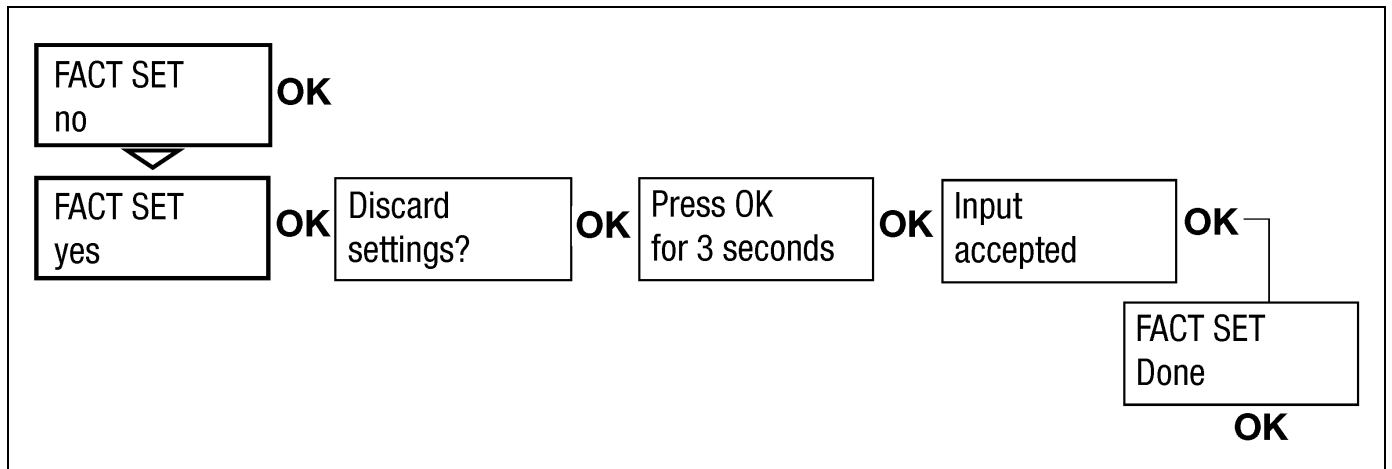 FACT SET
no
OK
FACT SET
yes
OK
Discard
settings?
OK
Press OK
for 3 seconds
OK
Input
accepted
OK
FACT SET
Done
OK